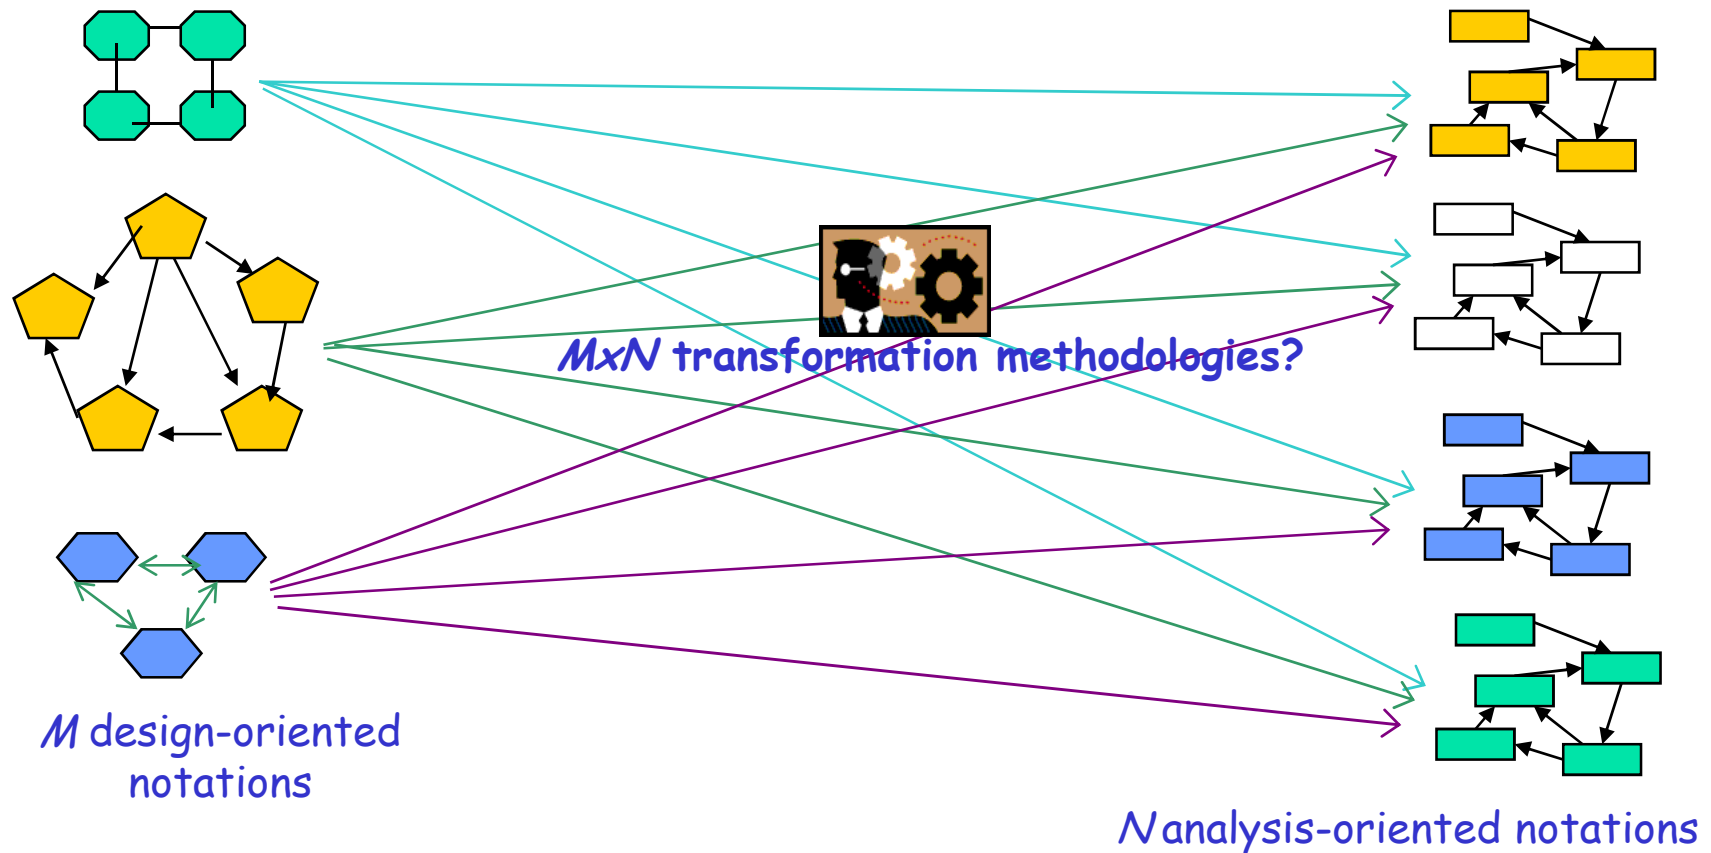 MxN transformation methodologies?
M design-oriented
notations
N analysis-oriented notations